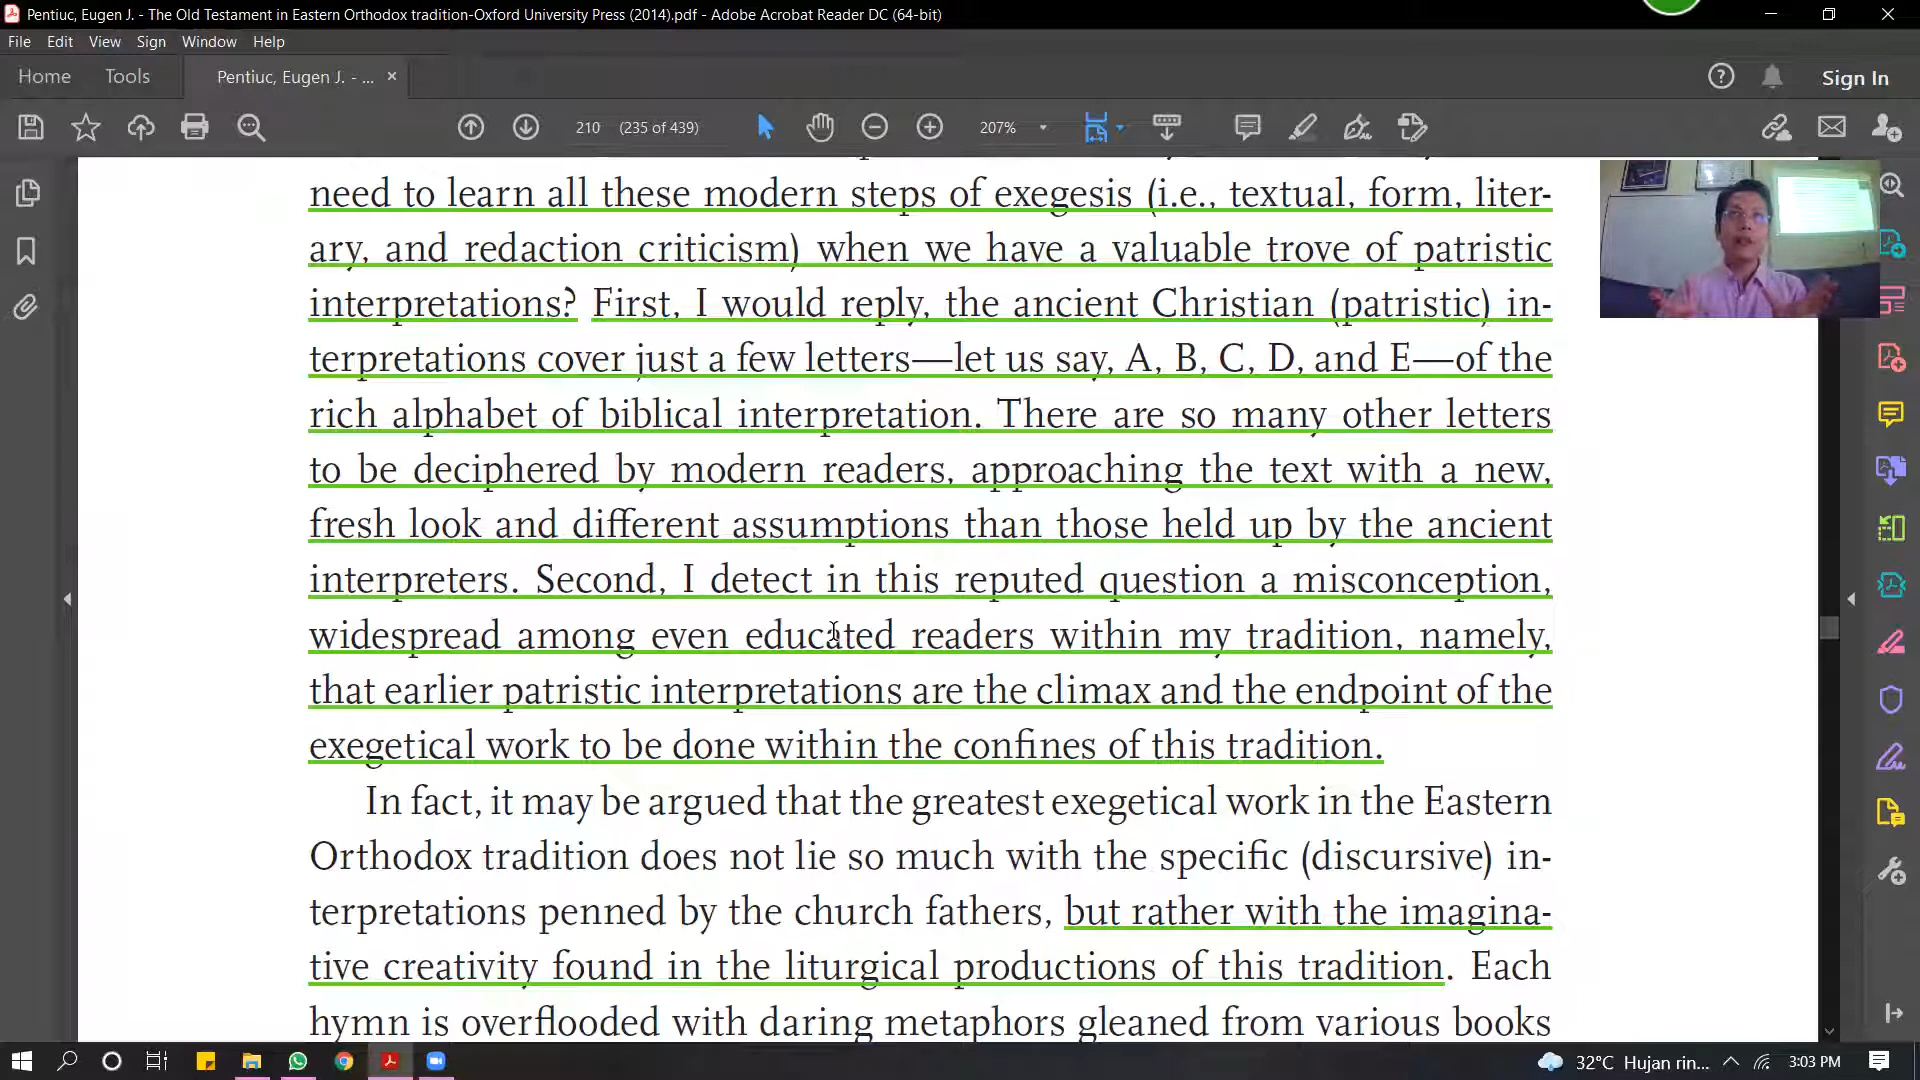 Pentiuc, Eugen J. - The Old Testament in Eastern Orthodox tradition-Oxford University Press (2014).pdf - Adobe Acrobat Reader DC (64-bit)
File Edit View Sign Window Help
Home Tools Pentiuc, Eugen J. - ... × Sign In
210 (235 of 439) 207%
need to learn all these modern steps of exegesis (i.e., textual, form, liter-
ary, and redaction criticism) when we have a valuable trove of patristic
interpretations? First, I would reply, the ancient Christian (patristic) in-
terpretations cover just a few letters—let us say, A, B, C, D, and E—of the
rich alphabet of biblical interpretation. There are so many other letters
to be deciphered by modern readers, approaching the text with a new,
fresh look and different assumptions than those held up by the ancient
interpreters. Second, I detect in this reputed question a misconception,
widespread among even educated readers within my tradition, namely,
that earlier patristic interpretations are the climax and the endpoint of the
exegetical work to be done within the confines of this tradition.
In fact, it may be argued that the greatest exegetical work in the Eastern
Orthodox tradition does not lie so much with the specific (discursive) in-
terpretations penned by the church fathers, but rather with the imagina-
tive creativity found in the liturgical productions of this tradition. Each
hymn is overflooded with daring metaphors gleaned from various books
32°C Hujan rin... 3:03 PM